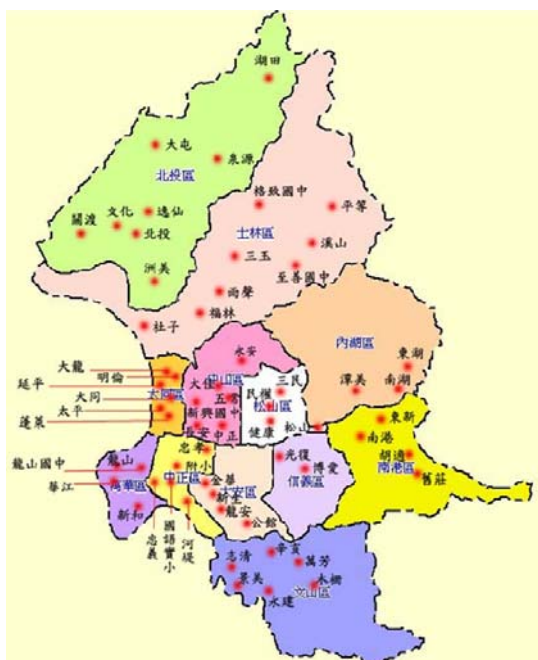 湖田
大屯
泉源
北投區
格致國中
平等
文化
逸仙
關渡
北投
士林區
溪山
三玉
至善國中
洲美
雨聲
福林
社子
內湖區
永安
大龍
明倫
東湖
延平
大同
大佳
中山區
三民
潭美
南湖
大同區
五常
民權
太平
新興國中
松山區
蓬萊
長安
中正
健康
松山
東新
忠孝
南港
龍山國中
龍山
附小
光復
胡適
中正區
博愛
南港區
華江
萬華區
金華
大安區
信義區
舊莊
新生
新和
龍安
忠義
國語實小
河堤
公館
辛亥
志清
萬芳
景美
木柵
永建
文山區